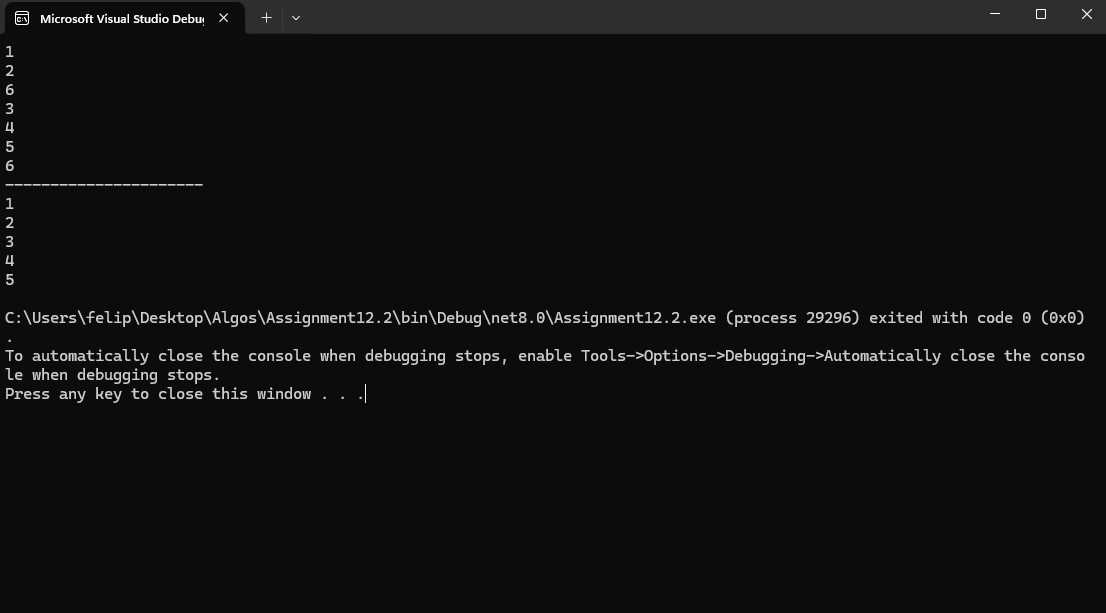 Microsoft Visual Studio Debug
1
2
6
3
4
5
6
----------------------
1
2
3
4
5
C:\Users\felip\Desktop\Algos\Assignment12.2\bin\Debug\net8.0\Assignment12.2.exe (process 29296) exited with code 0 (0x0)
.
To automatically close the console when debugging stops, enable Tools->Options->Debugging->Automatically close the conso
le when debugging stops.
Press any key to close this window . . .